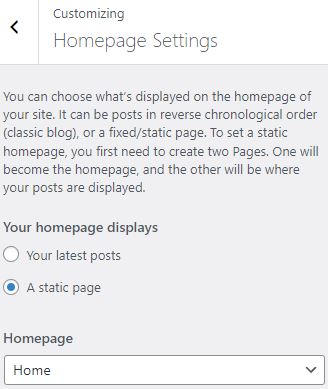 Customizing
Homepage Settings
You can choose what's displayed on the homepage of
your site. It can be posts in reverse chronological order
(classic blog), or a fixed/static page. To set a static
homepage, you first need to create two Pages. One will
become the homepage, and the other will be where
your posts are displayed.
Your homepage displays
Your latest posts
A static page
Homepage
Home